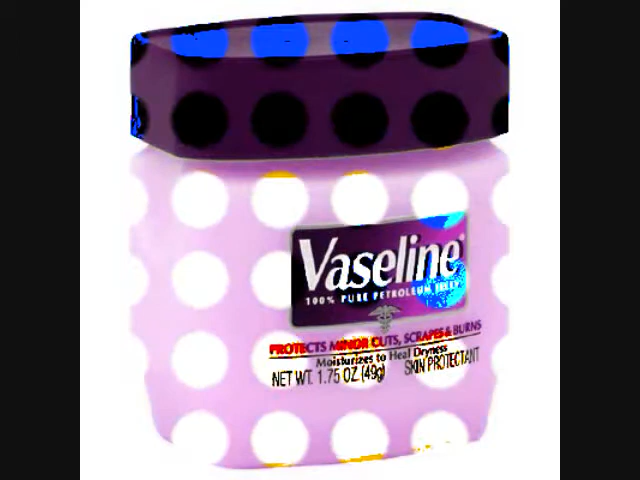 Vaseline
100% PURE PETROLEUM JELLY
PROTECTS MINOR CUTS, SCRAPES & BURNS
Moisturizes to Heal Dryness
NET WT. 1.75 OZ (49g) SKIN PROTECTANT